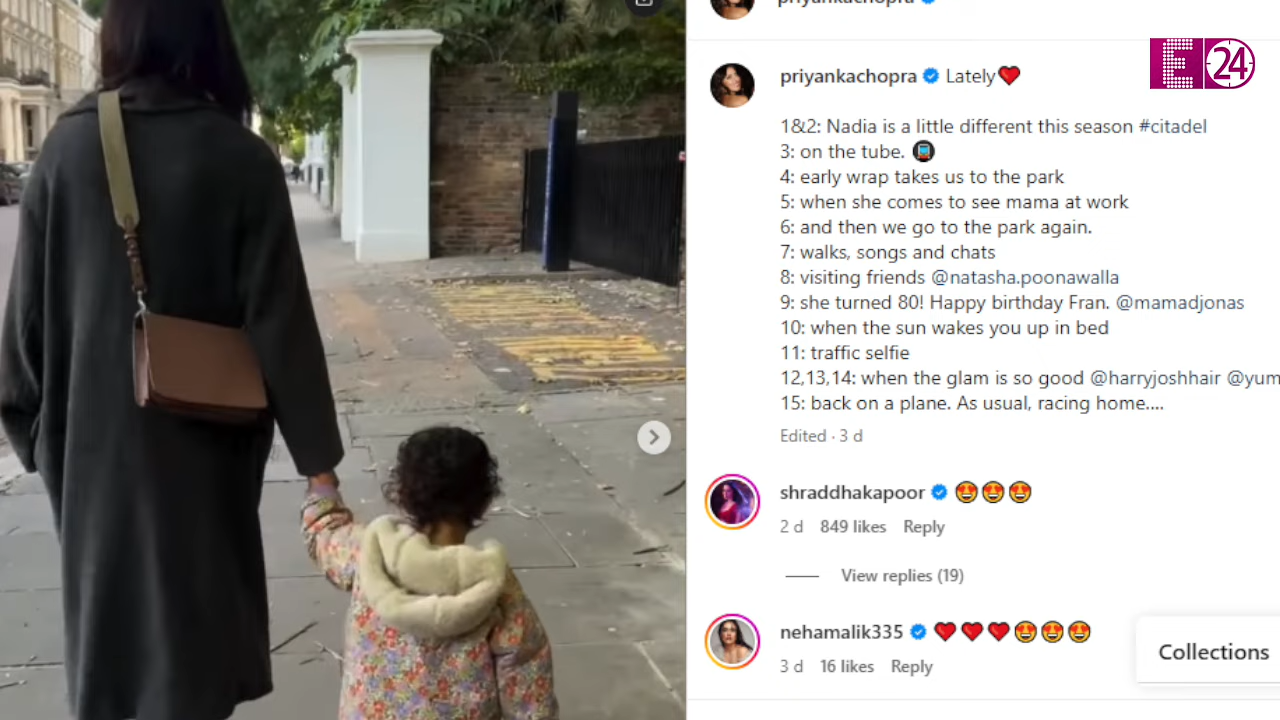 priyankachopra
E24
priyankachopra Lately❤️
1&2: Nadia is a little different this season #citadel
3: on the tube. 🚇
4: early wrap takes us to the park
5: when she comes to see mama at work
6: and then we go to the park again.
7: walks, songs and chats
8: visiting friends @natasha.poonawalla
9: she turned 80! Happy birthday Fran. @mamadjonas
10: when the sun wakes you up in bed
11: traffic selfie
12,13,14: when the glam is so good @harryjoshhair @yum
15: back on a plane. As usual, racing home....
Edited · 3 d
shraddhakapoor 😍😍😍
2 d 849 likes Reply
View replies (19)
nehamalik335 ❤️❤️❤️😍😍😍
3 d 16 likes Reply
Collections